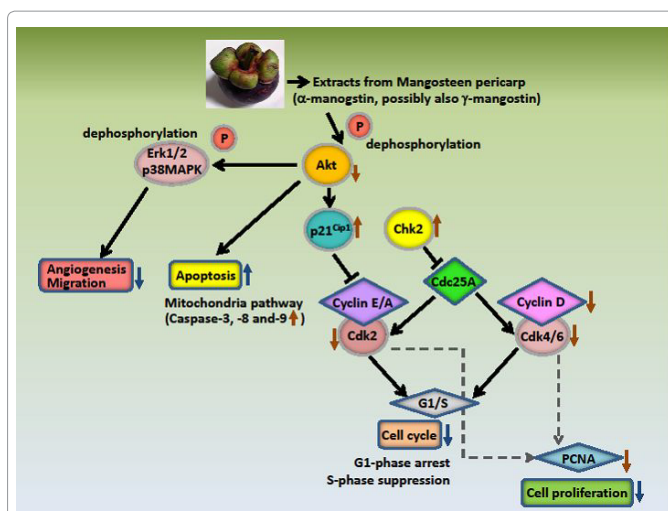 Extracts from Mangosteen pericarp
(α-manogstin, possibly also γ-mangostin)
dephosphorylation
P
P
dephosphorylation
Erk1/2
p38MAPK
Akt
p21Cip1
Chk2
Angiogenesis
Migration
Apoptosis
Cdc25A
Mitochondria pathway
(Caspase-3, -8 and-9)
Cyclin E/A
Cyclin D
Cdk2
Cdk4/6
G1/S
Cell cycle
G1-phase arrest
S-phase suppression
PCNA
Cell proliferation